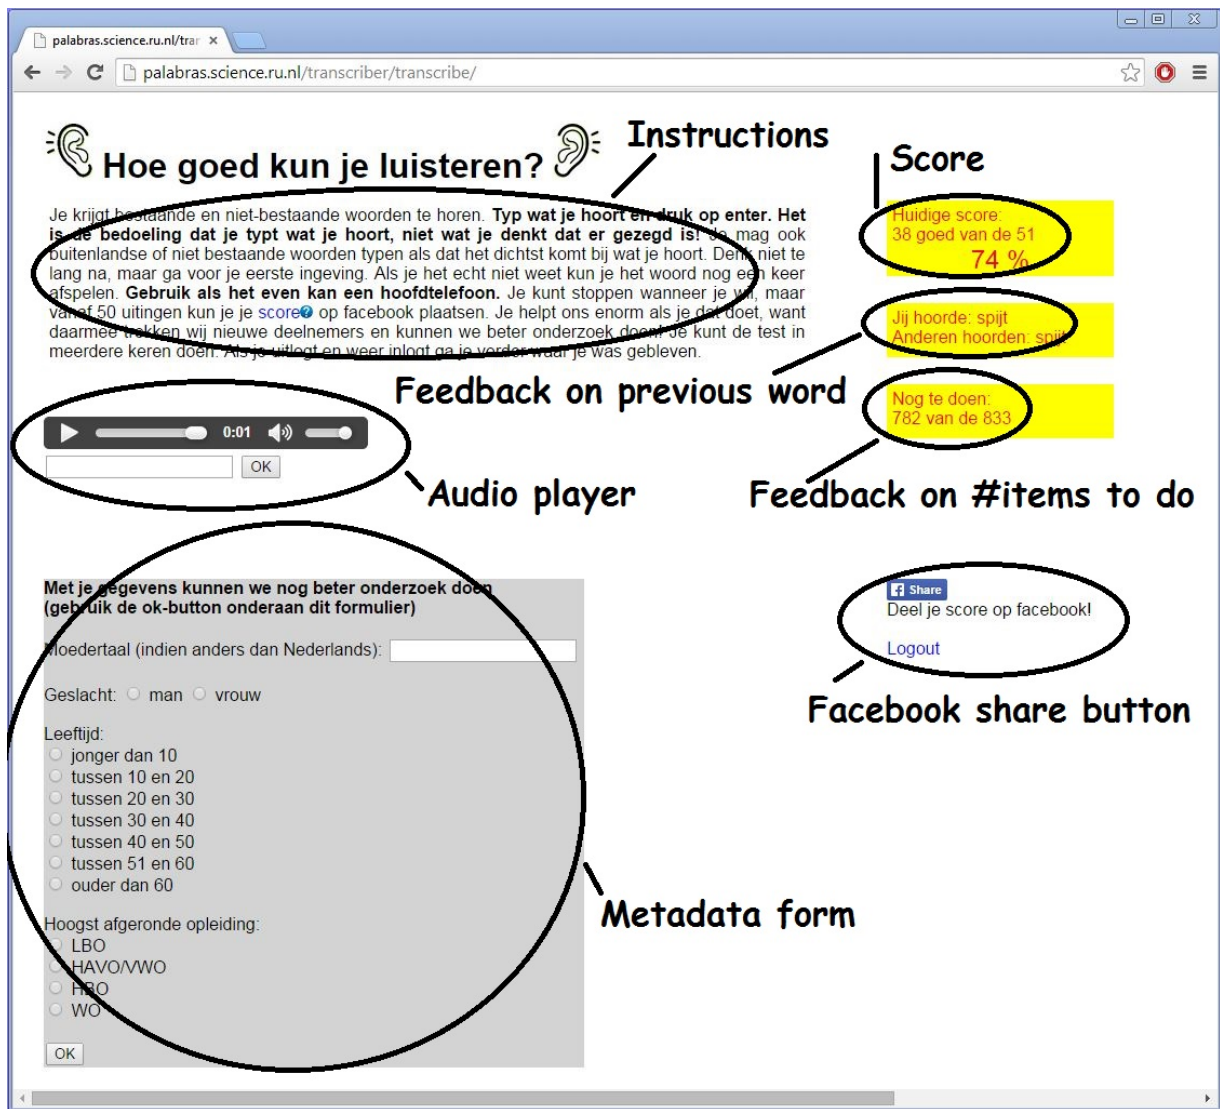 palabras.science.ru.nl/trar
palabras.science.ru.nl/transcriber/transcribe/
Hoe goed kun je luisteren?
Instructions
Je krijgt bestaande en niet-bestaande woorden te horen. Typ wat je hoort en druk op enter. Het
is de bedoeling dat je typt wat je hoort, niet wat je denkt dat er gezegd is! Je mag ook
buitenlandse of niet bestaande woorden typen als dat het dichtst komt bij wat je hoort. Denk niet te
lang na, maar ga voor je eerste ingeving. Als je het echt niet weet kun je het woord nog een keer
afspelen. Gebruik als het even kan een hoofdtelefoon. Je kunt stoppen wanneer je wil, maar
vanaf 50 uitingen kun je je score? op facebook plaatsen. Je helpt ons enorm als je dat doet, want
daarmee trekken wij nieuwe deelnemers en kunnen we beter onderzoek doen! Je kunt de test in
meerdere keren doen. Als je uitlogt en weer inlogt ga je verder waar je was gebleven.
Score
Huidige score:
38 goed van de 51
74 %
Jij hoorde: spijt
Anderen hoorden: spijt
Feedback on previous word
Nog te doen:
782 van de 833
Feedback on #items to do
0:01
OK
Audio player
Met je gegevens kunnen we nog beter onderzoek doen
(gebruik de ok-button onderaan dit formulier)
Moedertaal (indien anders dan Nederlands):
Geslacht: man vrouw
Leeftijd:
jonger dan 10
tussen 10 en 20
tussen 20 en 30
tussen 30 en 40
tussen 40 en 50
tussen 51 en 60
ouder dan 60
Hoogst afgeronde opleiding:
LBO
HAVO/VWO
HBO
WO
OK
Metadata form
f Share
Deel je score op facebook!
Logout
Facebook share button